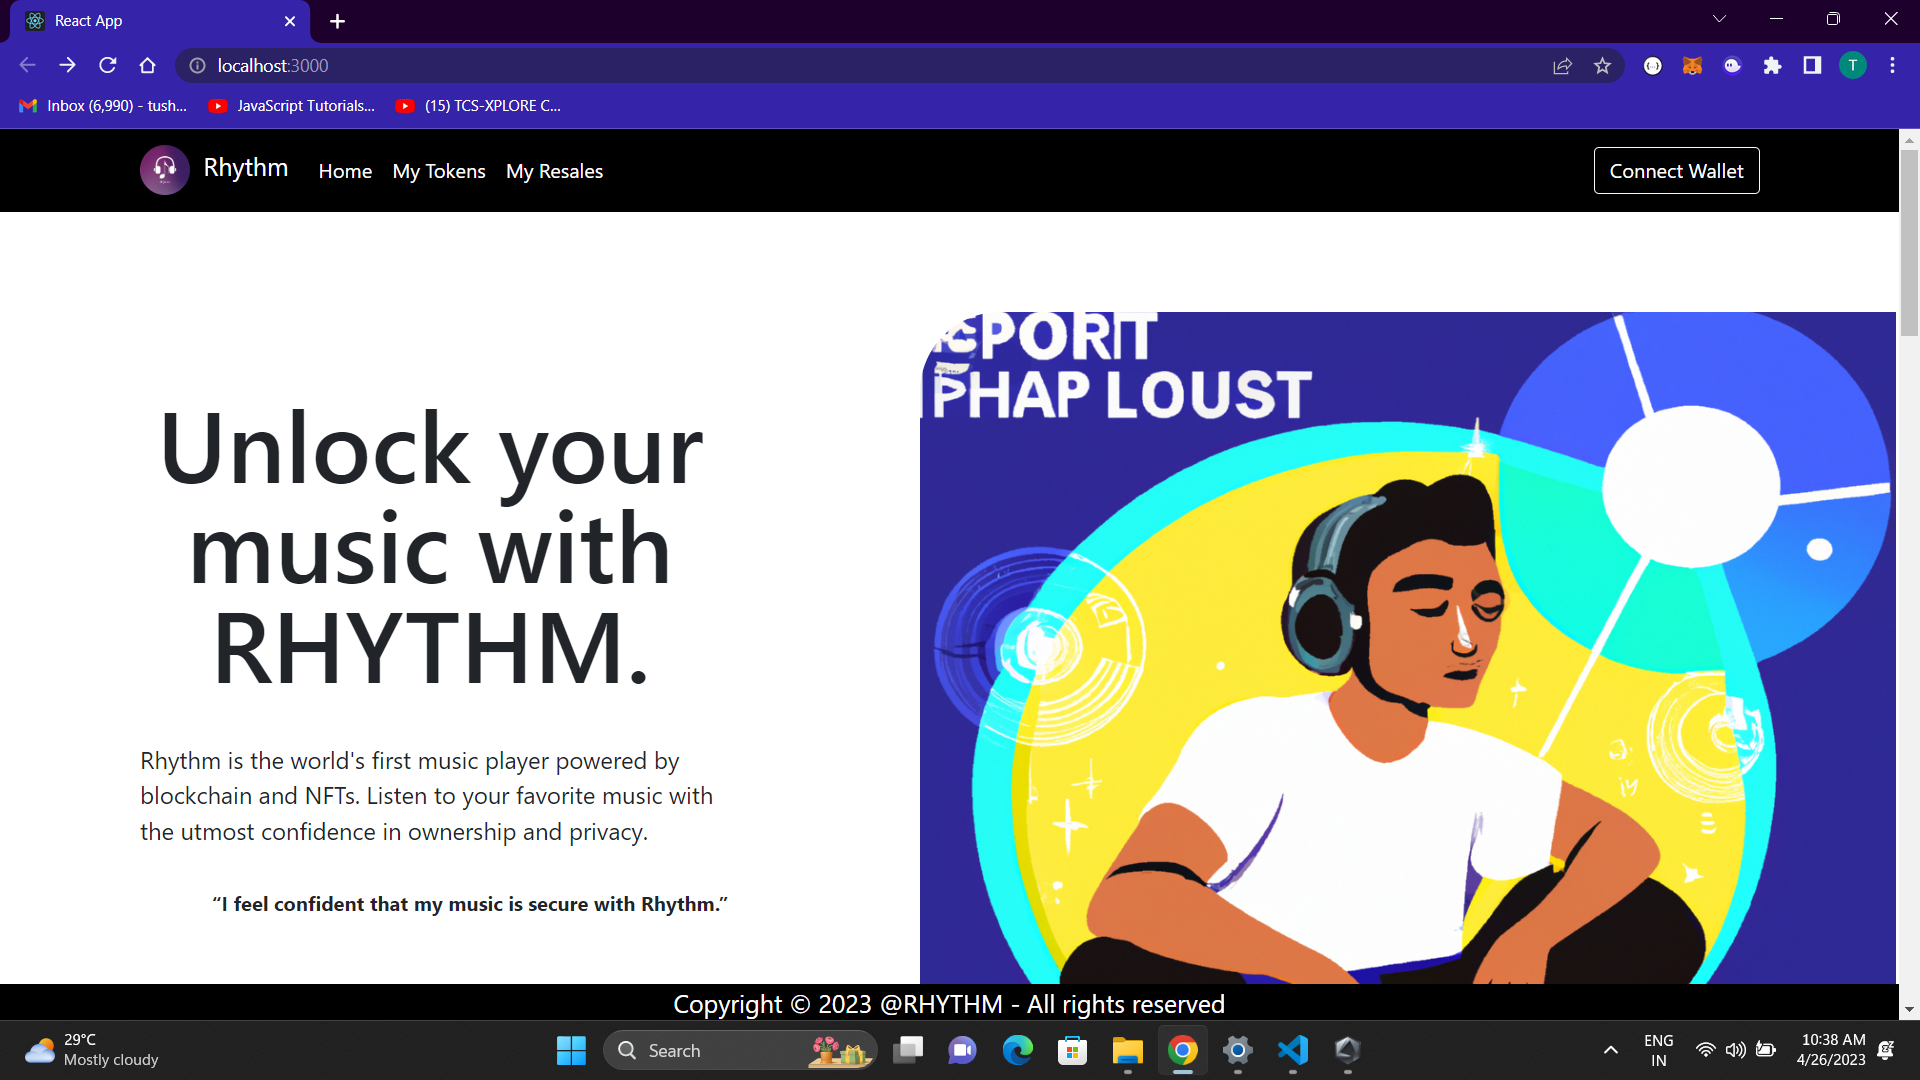 React App
localhost:3000
Inbox (6,990) - tush...
JavaScript Tutorials...
(15) TCS-XPLORE C...
T
Rhythm
Home
My Tokens
My Resales
Connect Wallet
SPORIT
PHAP LOUST
Unlock your
music with
RHYTHM.
Rhythm is the world's first music player powered by
blockchain and NFTs. Listen to your favorite music with
the utmost confidence in ownership and privacy.
“I feel confident that my music is secure with Rhythm.”
Copyright © 2023 @RHYTHM - All rights reserved
29°C
Mostly cloudy
Search
ENG
IN
10:38 AM
4/26/2023